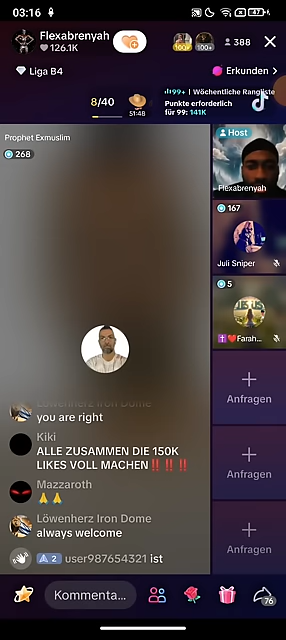 03:16
47
Flexabrenyah
126.1K
100+
388
Liga B4
Erkunden >
8/40
51:48
99+ | Wöchentliche Rangliste
Punkte erforderlich
für 99: 141K
Prophet Exmuslim
268
Host
Flexabrenyah
167
Juli Sniper
5
Farah...
+
Anfragen
+
Anfragen
+
Anfragen
Löwenherz Iron Dome
you are right
Kiki
ALLE ZUSAMMEN DIE 150K
LIKES VOLL MACHEN‼️‼️‼️
Mazzaroth
🙏🙏
Löwenherz Iron Dome
always welcome
2 user987654321 ist
Kommenta...
76